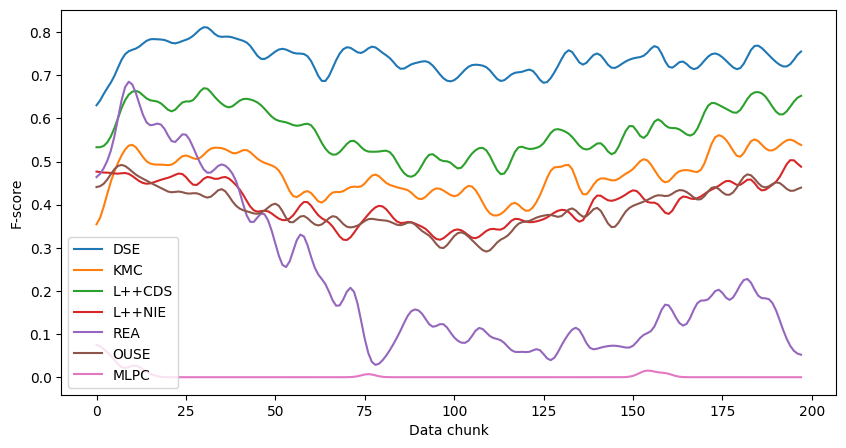 F-score
0.8
0.7
0.6
0.5
0.4
0.3
0.2
0.1
0.0
DSE
KMC
L++CDS
L++NIE
REA
OUSE
MLPC
0 25 50 75 100 125 150 175 200
Data chunk